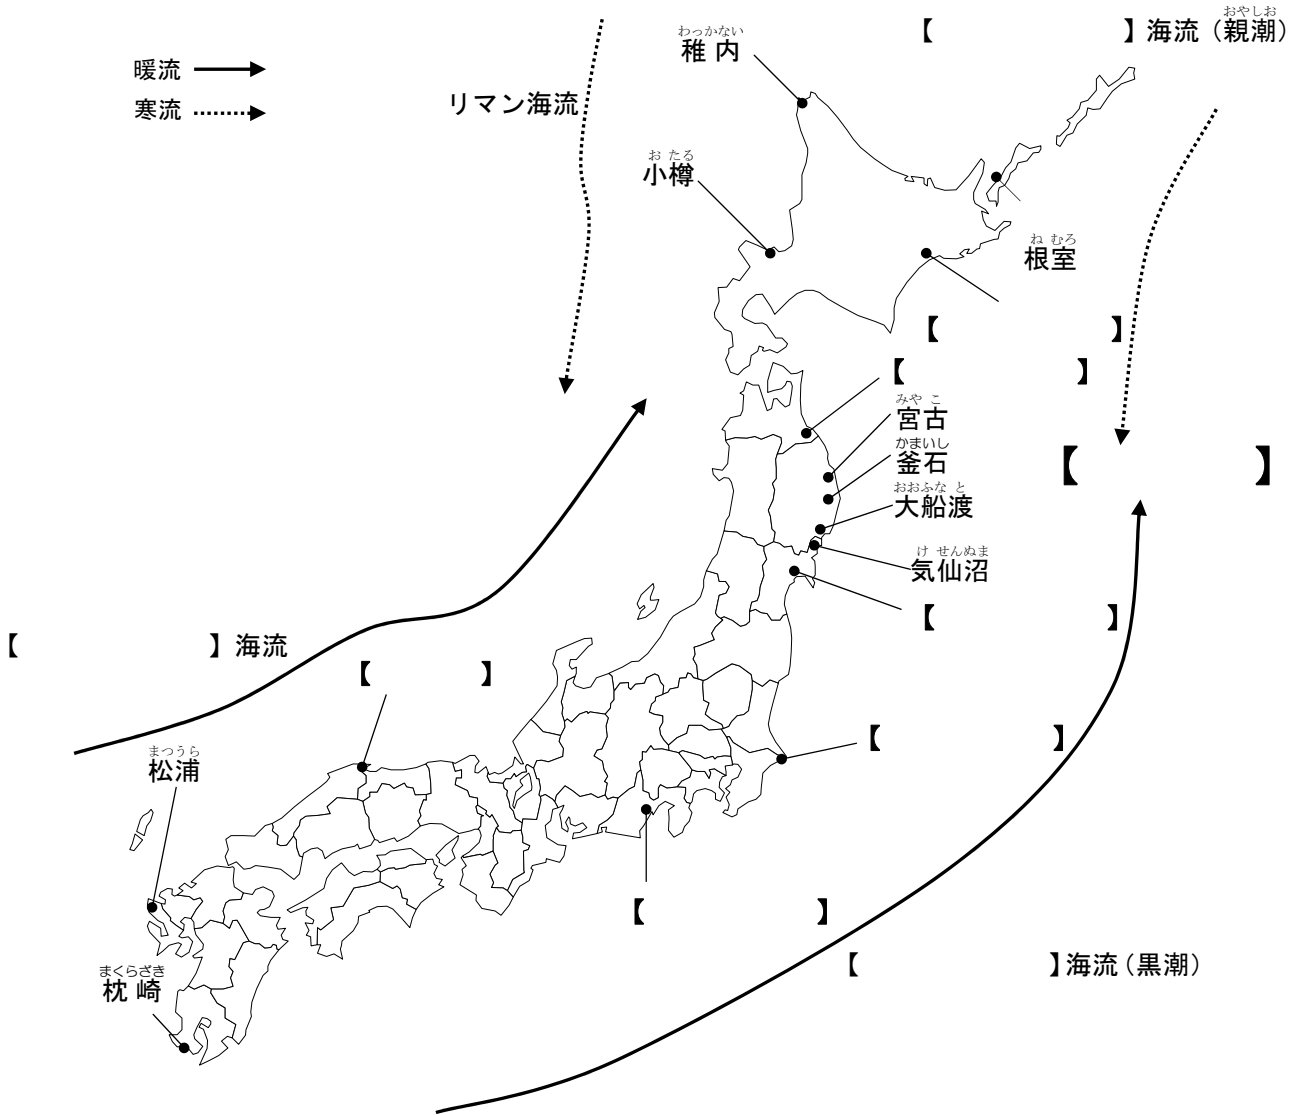 おやしお
【　　　　　　】海流（親潮）
わっかない
稚内
暖流
寒流
リマン海流
おたる
小樽
ねむろ
根室
【　　　　　　】
【　　　　　　】
みやこ
宮古
かまいし
釜石
【　　　　　　】
おおふなと
大船渡
けせんぬま
気仙沼
【　　　　　　】
【　　　　　　】海流
【　　　　】
【　　　　　　】
まつうら
松浦
【　　　　　　】
【　　　　　　】海流（黒潮）
まくらざき
枕崎